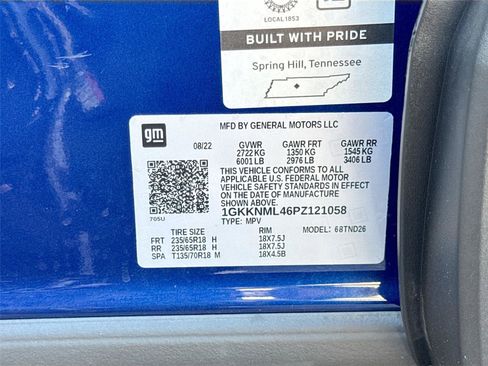 LOCAL 1853
BUILT WITH PRIDE
Spring Hill, Tennessee
gm
MFD BY GENERAL MOTORS LLC
08/22 GVWR GAWR FRT GAWR RR
2722 KG 1350 KG 1545 KG
6001 LB 2976 LB 3406 LB
THIS VEHICLE CONFORMS TO ALL
APPLICABLE U.S. FEDERAL MOTOR
VEHICLE SAFETY STANDARDS IN EFFECT
ON THE DATE OF MANUFACTURE SHOWN ABOVE.
1GKKNML46PZ121058
TYPE: MPV MODEL: 68TND26
705U
TIRE SIZE RIM
FRT 235/65R18 H 18X7.5J
RR 235/65R18 H 18X7.5J
SPA T135/70R18 M 18X4.5B